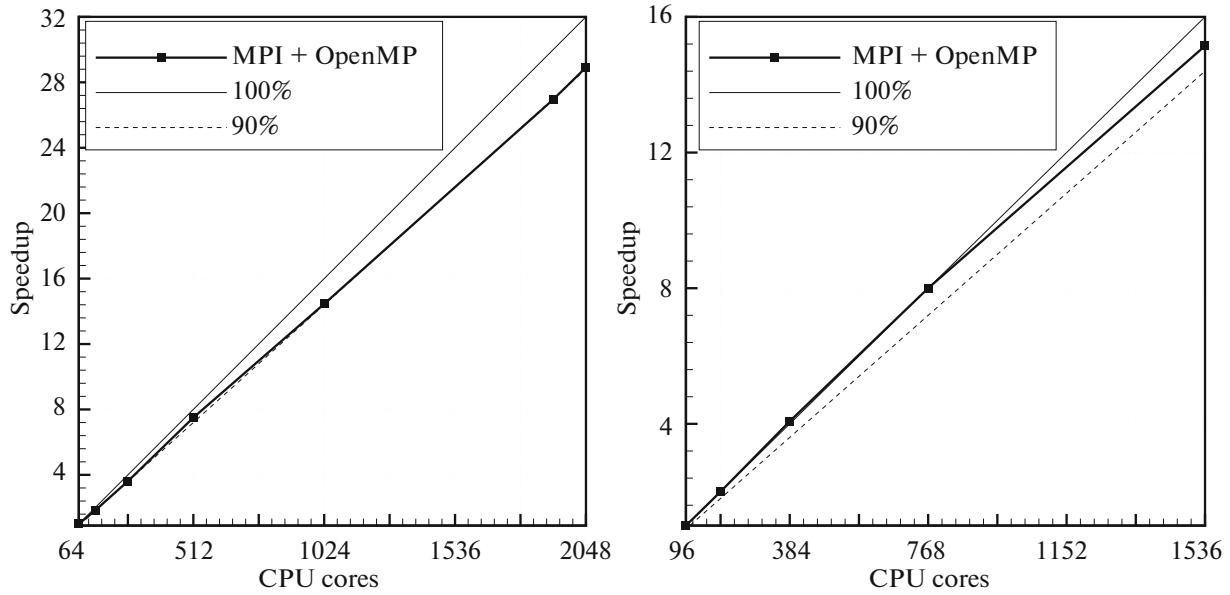 32
28
24
20
16
12
8
4
Speedup
MPI + OpenMP
100%
90%
64 512 1024 1536 2048
CPU cores
16
12
8
4
Speedup
MPI + OpenMP
100%
90%
96 384 768 1152 1536
CPU cores